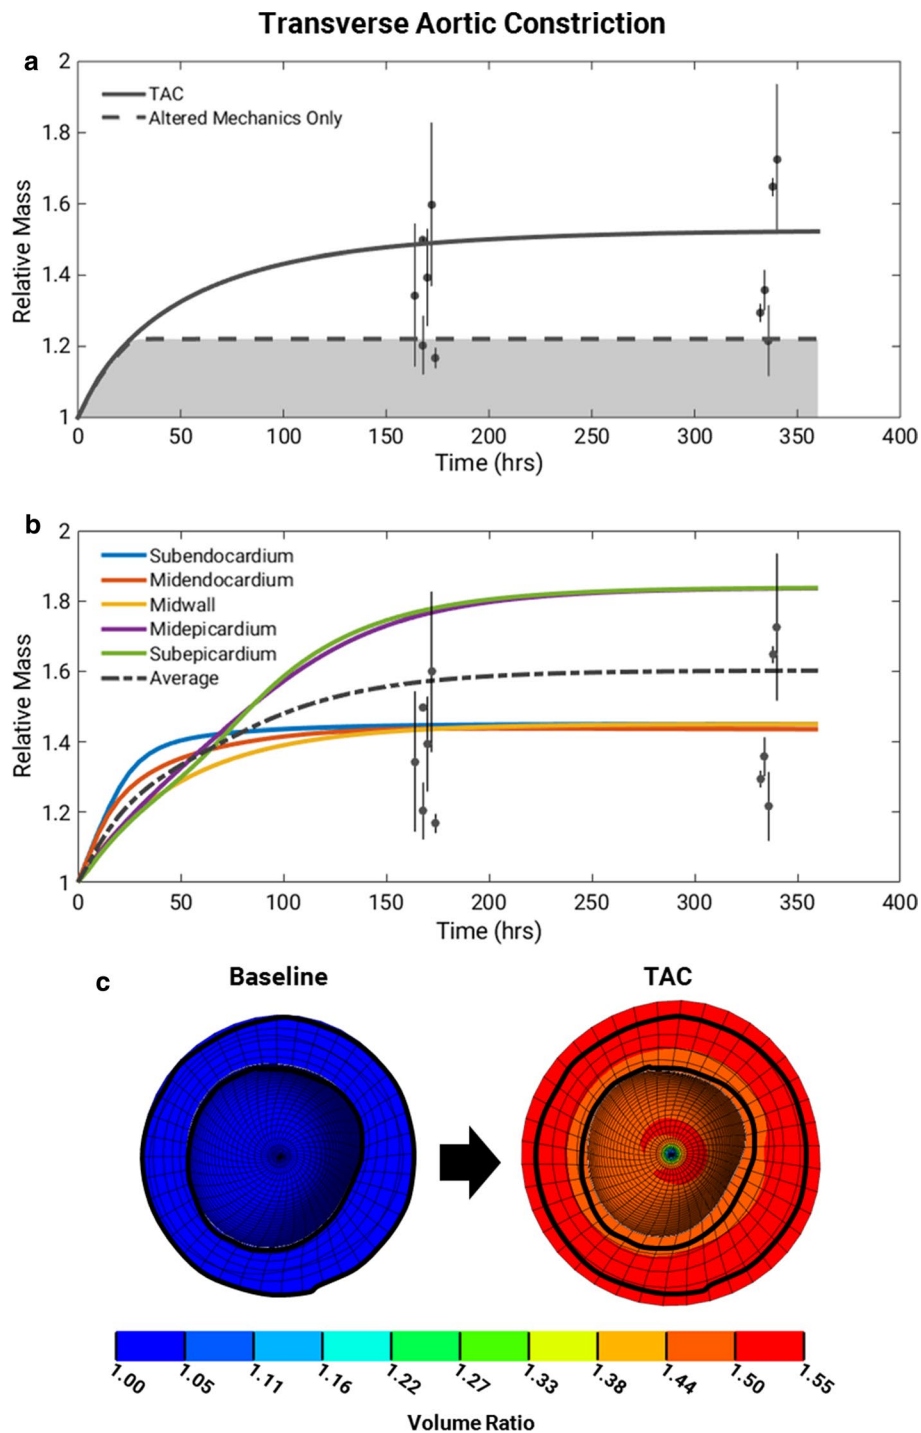 Transverse Aortic Constriction
a
2
1.8
1.6
1.4
1.2
1
Relative Mass
TAC
Altered Mechanics Only
0 50 100 150 200 250 300 350 400
Time (hrs)
b
2
1.8
1.6
1.4
1.2
1
Relative Mass
Subendocardium
Midendocardium
Midwall
Midepicardium
Subepicardium
Average
0 50 100 150 200 250 300 350 400
Time (hrs)
c
Baseline TAC
1.00 1.05 1.11 1.16 1.22 1.27 1.33 1.38 1.44 1.50 1.55
Volume Ratio